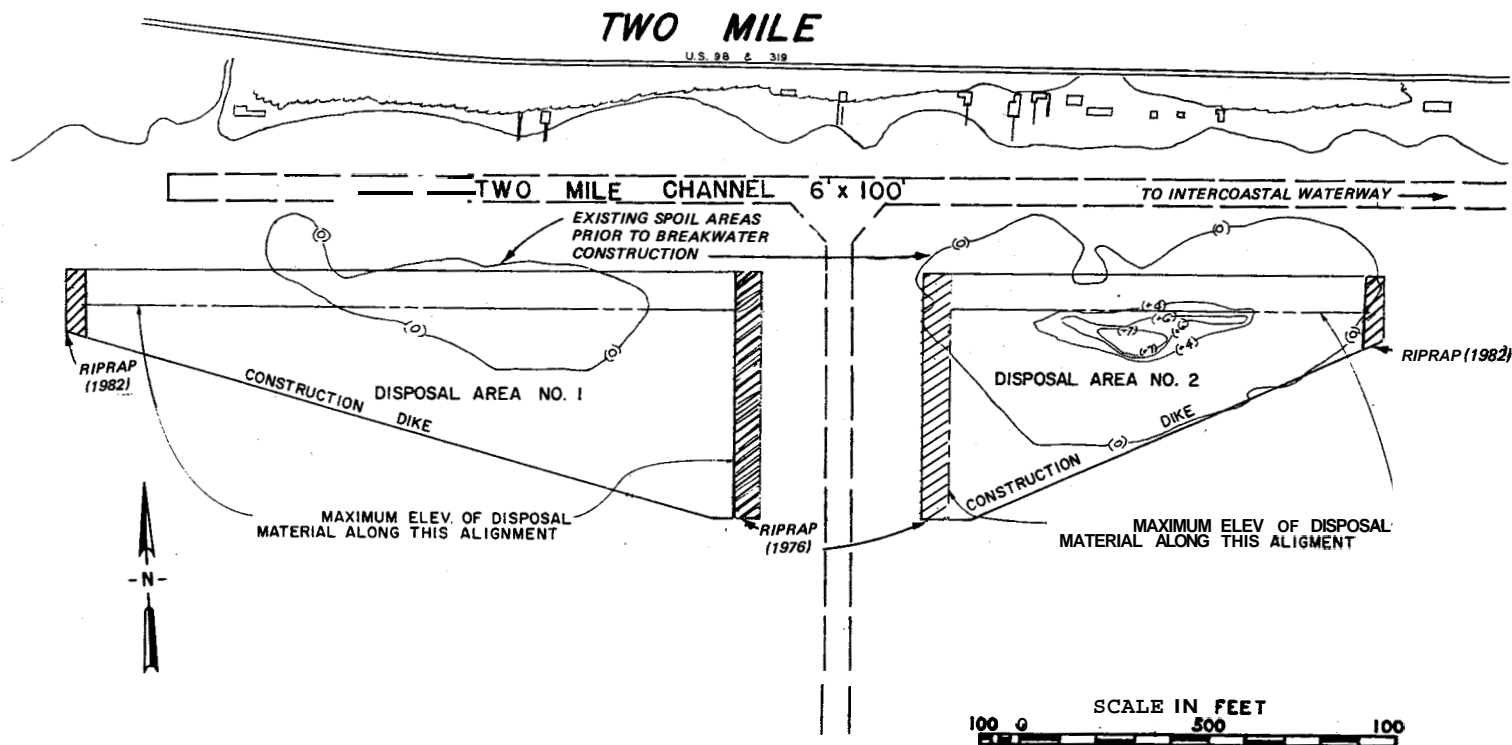 TWO MILE
U.S. 98 & 319
TWO MILE CHANNEL 6' x 100'
TO INTERCOASTAL WATERWAY
EXISTING SPOIL AREAS
PRIOR TO BREAKWATER
CONSTRUCTION
(0)
(0)
(0)
(0)
(0)
(0)
(0)
(0)
(+4)
(+6)
(+6)
(+7)
(+7)
(+4)
RIPRAP
(1982)
RIPRAP (1982)
CONSTRUCTION
DIKE
DISPOSAL AREA NO. 1
DISPOSAL AREA NO. 2
CONSTRUCTION
DIKE
MAXIMUM ELEV. OF DISPOSAL
MATERIAL ALONG THIS ALIGNMENT
RIPRAP
(1976)
MAXIMUM ELEV OF DISPOSAL
MATERIAL ALONG THIS ALIGMENT
-N-
SCALE IN FEET
100 0 500 100